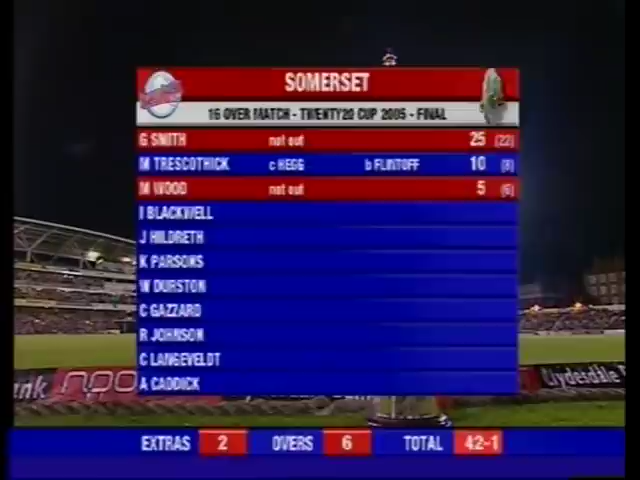 SOMERSET
16 OVER MATCH - TWENTY20 CUP 2005 - FINAL
G SMITH not out 25 (22)
M TRESCOTHICK c HEGG b FLINTOFF 10 (8)
M WOOD not out 5 (6)
I BLACKWELL
J HILDRETH
K PARSONS
W DURSTON
C GAZZARD
R JOHNSON
C LANGEVELDT
A CADDICK
npo
Clydesdale
EXTRAS 2 OVERS 6 TOTAL 42-1